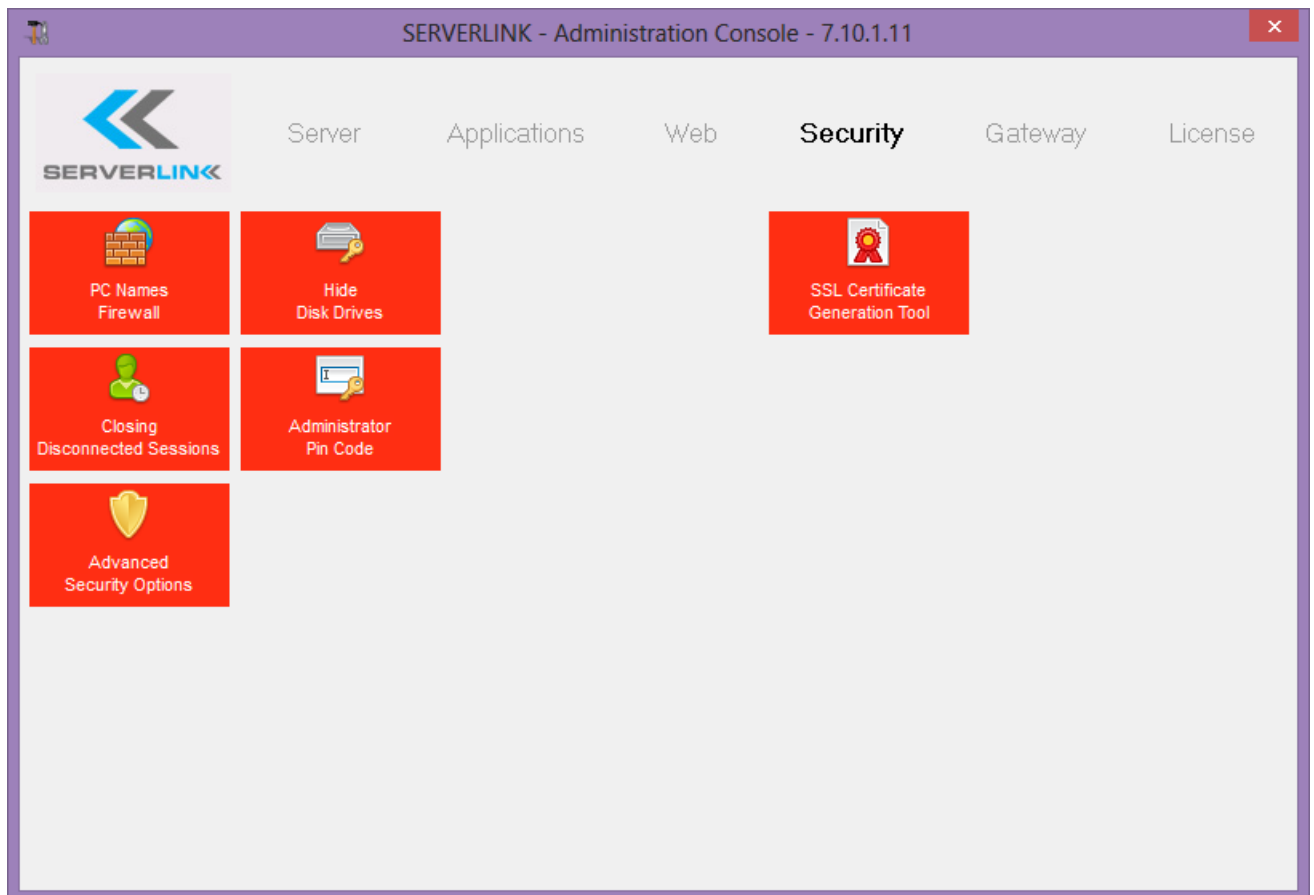 SERVERLINK - Administration Console - 7.10.1.11
SERVERLINK
Server
Applications
Web
Security
Gateway
License
PC Names
Firewall
Hide
Disk Drives
SSL Certificate
Generation Tool
Closing
Disconnected Sessions
Administrator
Pin Code
Advanced
Security Options